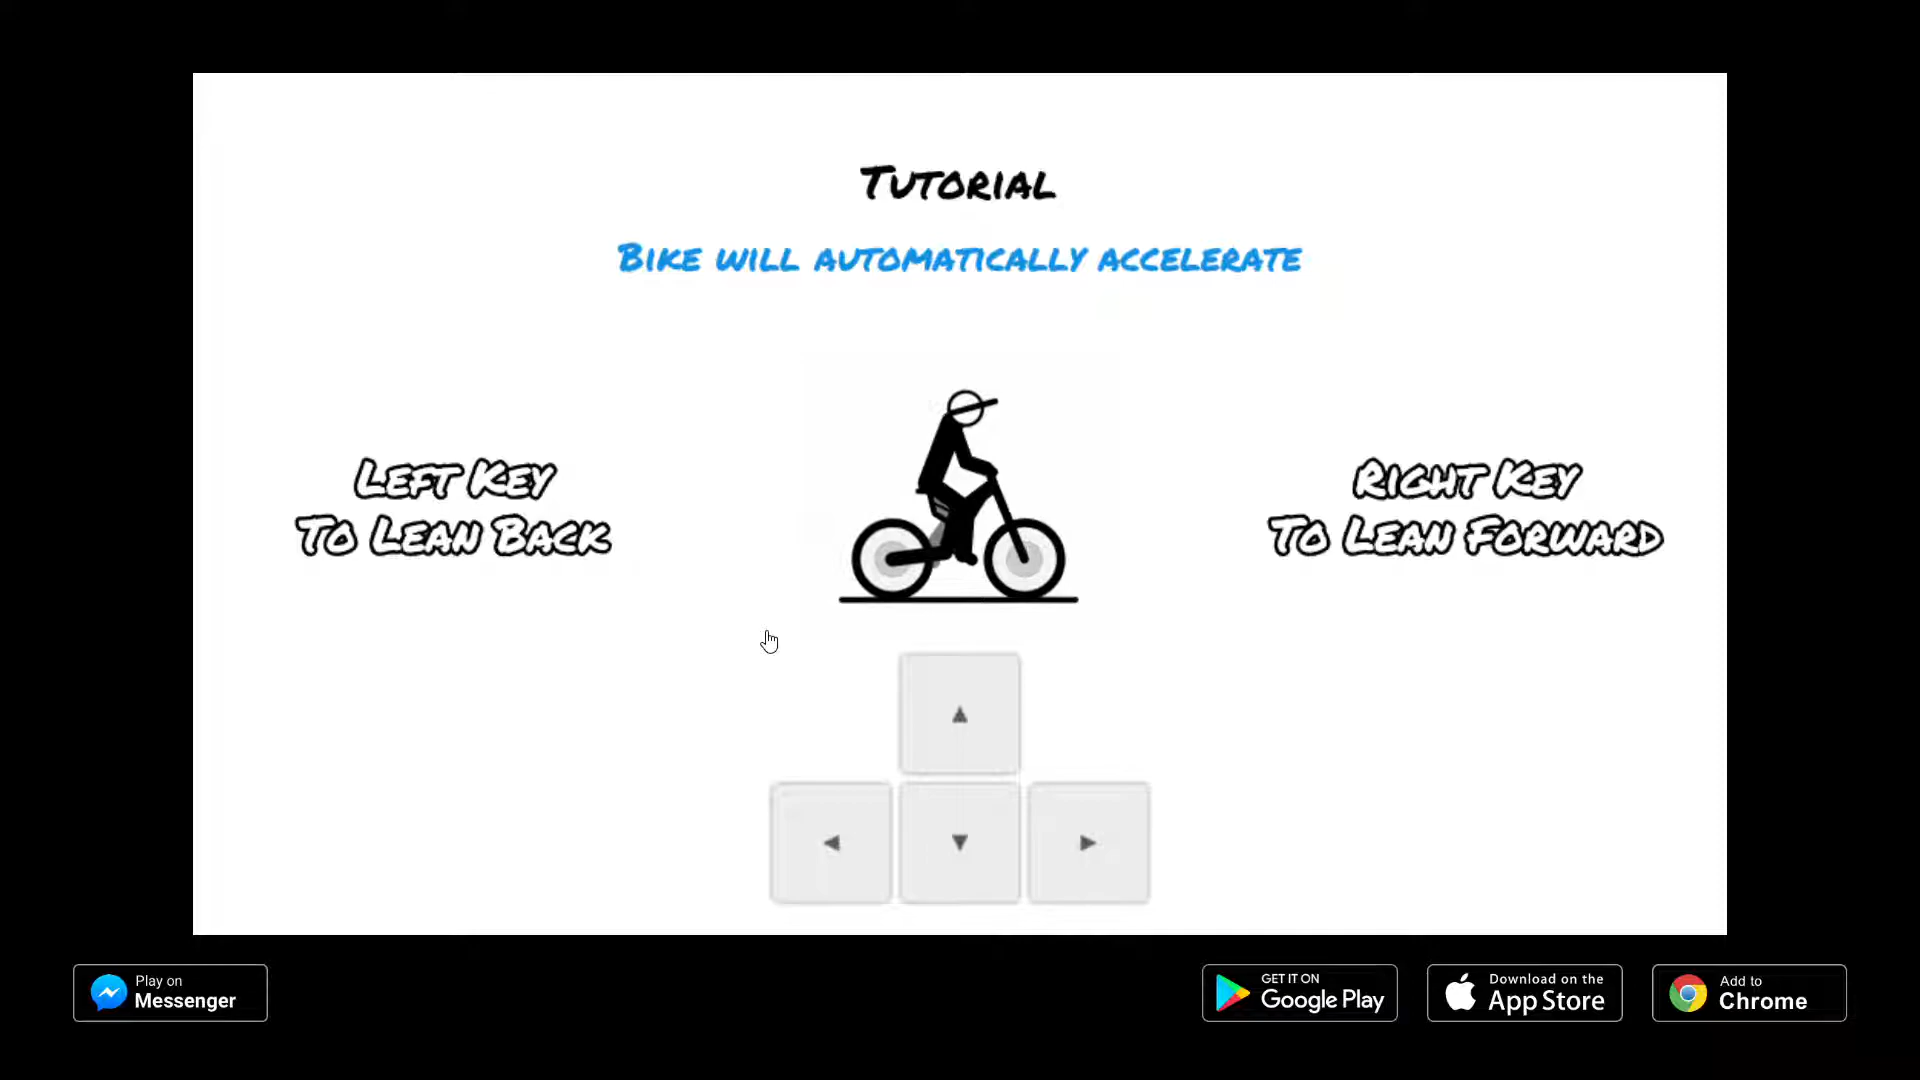 Tutorial
Bike will automatically accelerate
Left Key
To Lean Back
Right Key
To Lean Forward
Play on
Messenger
GET IT ON
Google Play
Download on the
App Store
Add to
Chrome